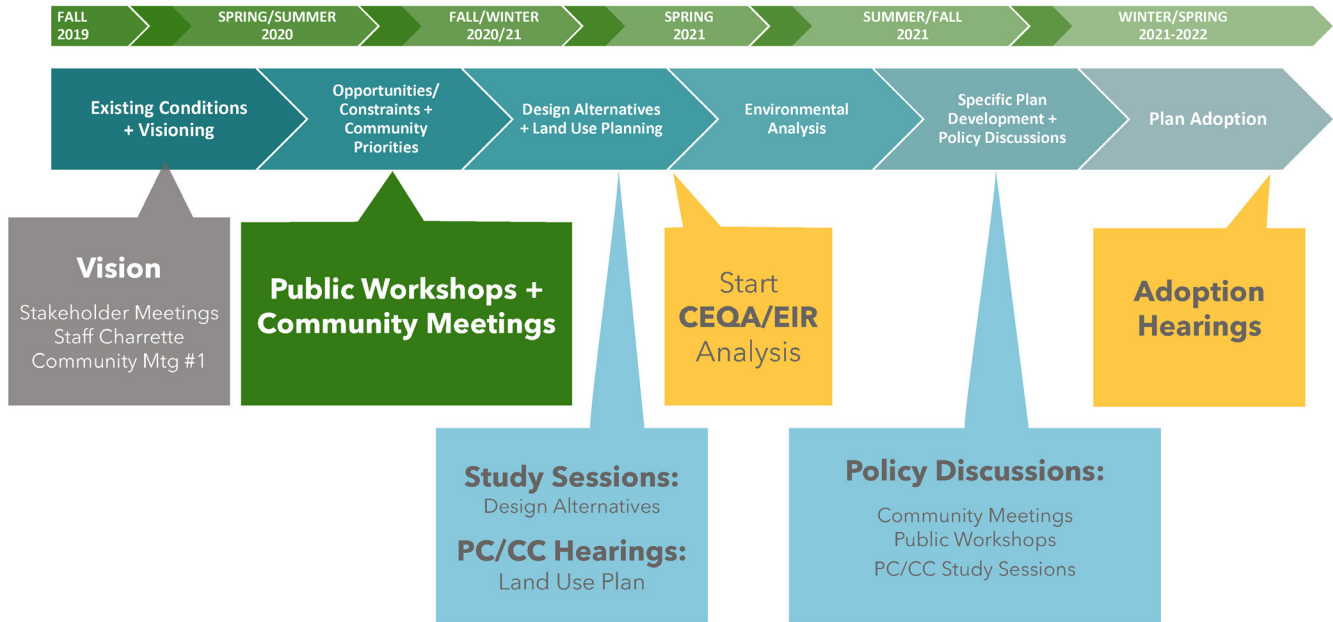 FALL
2019
SPRING/SUMMER
2020
FALL/WINTER
2020/21
SPRING
2021
SUMMER/FALL
2021
WINTER/SPRING
2021-2022
Existing Conditions
+ Visioning
Opportunities/
Constraints +
Community
Priorities
Design Alternatives
+ Land Use Planning
Environmental
Analysis
Specific Plan
Development +
Policy Discussions
Plan Adoption
Vision
Stakeholder Meetings
Staff Charrette
Community Mtg #1
Public Workshops +
Community Meetings
Start
CEQA/EIR
Analysis
Adoption
Hearings
Study Sessions:
Design Alternatives
PC/CC Hearings:
Land Use Plan
Policy Discussions:
Community Meetings
Public Workshops
PC/CC Study Sessions